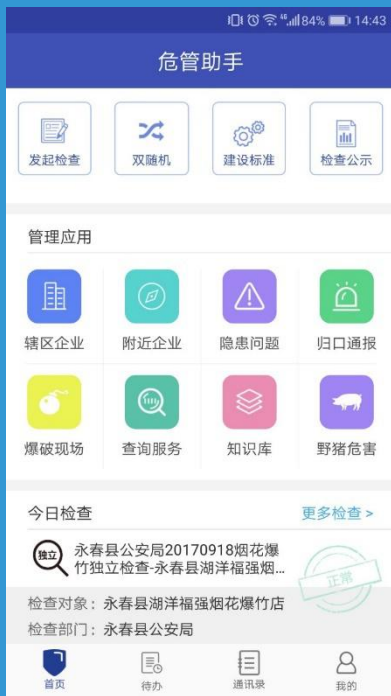 84% 14:43
危管助手
发起检查 双随机 建设标准 检查公示
管理应用
辖区企业 附近企业 隐患问题 归口通报
爆破现场 查询服务 知识库 野猪危害
今日检查 更多检查 >
独立
永春县公安局20170918烟花爆
竹独立检查-永春县湖洋福强烟...
正常
检查对象：永春县湖洋福强烟花爆竹店
检查部门：永春县公安局
首页 待办 通讯录 我的